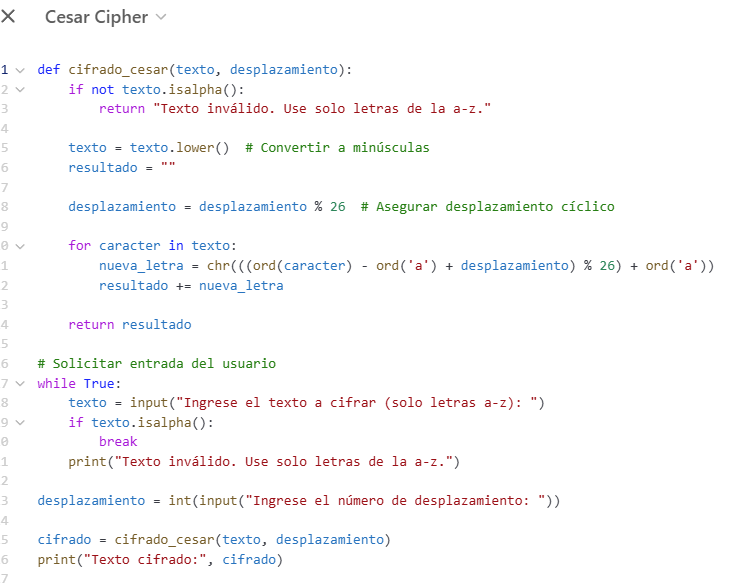 Cesar Cipher
1 def cifrado_cesar(texto, desplazamiento):
2     if not texto.isalpha():
3         return "Texto inválido. Use solo letras de la a-z."
4
5     texto = texto.lower()  # Convertir a minúsculas
6     resultado = ""
7
8     desplazamiento = desplazamiento % 26  # Asegurar desplazamiento cíclico
9
0     for caracter in texto:
1         nueva_letra = chr(((ord(caracter) - ord('a') + desplazamiento) % 26) + ord('a'))
2         resultado += nueva_letra
3
4     return resultado
5
6 # Solicitar entrada del usuario
7 while True:
8     texto = input("Ingrese el texto a cifrar (solo letras a-z): ")
9     if texto.isalpha():
0         break
1     print("Texto inválido. Use solo letras de la a-z.")
2
3 desplazamiento = int(input("Ingrese el número de desplazamiento: "))
4
5 cifrado = cifrado_cesar(texto, desplazamiento)
6 print("Texto cifrado:", cifrado)
7